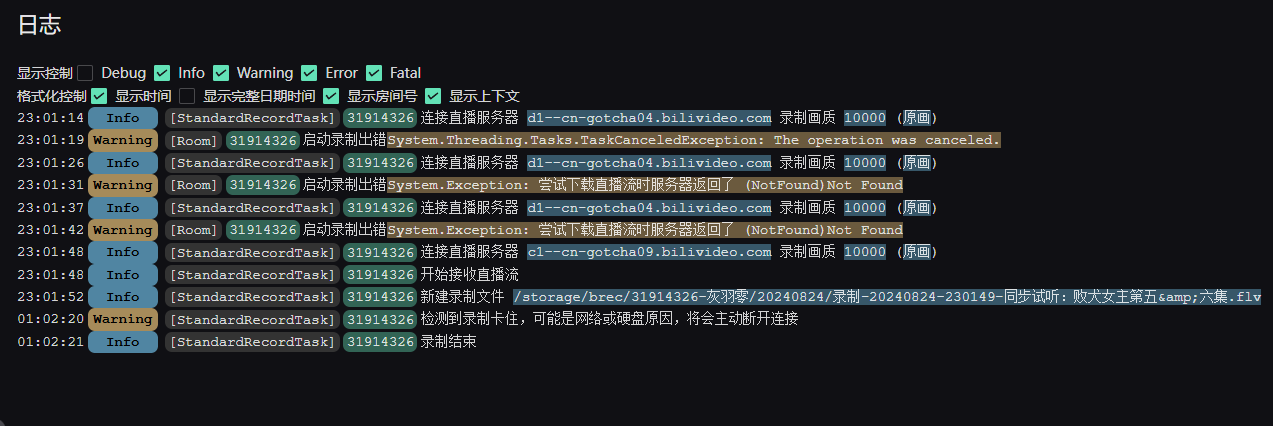 日志
显示控制 Debug Info Warning Error Fatal
格式化控制 显示时间 显示完整日期时间 显示房间号 显示上下文
23:01:14 Info [StandardRecordTask] 31914326 连接直播服务器 d1--cn-gotcha04.bilivideo.com 录制画质 10000 (原画)
23:01:19 Warning [Room] 31914326 启动录制出错System.Threading.Tasks.TaskCanceledException: The operation was canceled.
23:01:26 Info [StandardRecordTask] 31914326 连接直播服务器 d1--cn-gotcha04.bilivideo.com 录制画质 10000 (原画)
23:01:31 Warning [Room] 31914326 启动录制出错System.Exception: 尝试下载直播流时服务器返回了 (NotFound)Not Found
23:01:37 Info [StandardRecordTask] 31914326 连接直播服务器 d1--cn-gotcha04.bilivideo.com 录制画质 10000 (原画)
23:01:42 Warning [Room] 31914326 启动录制出错System.Exception: 尝试下载直播流时服务器返回了 (NotFound)Not Found
23:01:48 Info [StandardRecordTask] 31914326 连接直播服务器 c1--cn-gotcha09.bilivideo.com 录制画质 10000 (原画)
23:01:48 Info [StandardRecordTask] 31914326 开始接收直播流
23:01:52 Info [StandardRecordTask] 31914326 新建录制文件 /storage/brec/31914326-灰羽零/20240824/录制-20240824-230149-同步试听：败犬女主第五&amp;六集.flv
01:02:20 Warning [StandardRecordTask] 31914326 检测到录制卡住，可能是网络或硬盘原因，将会主动断开连接
01:02:21 Info [StandardRecordTask] 31914326 录制结束